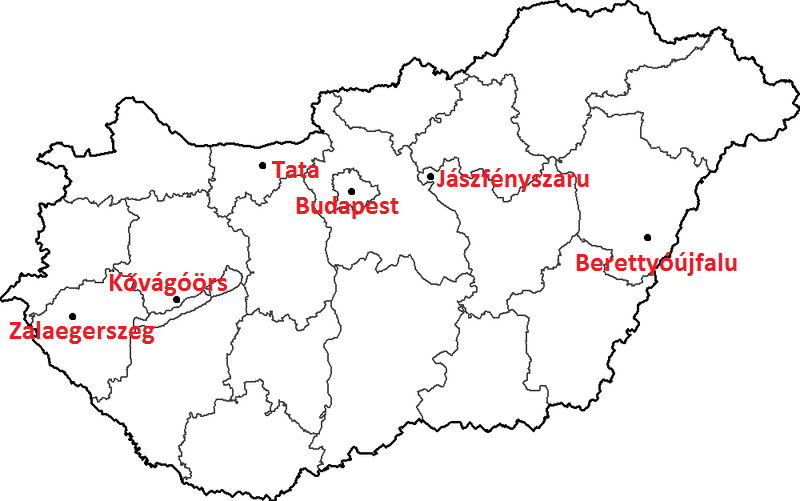 Tata
Jászfényszaru
Budapest
Berettyóújfalu
Kővágóörs
Zalaegerszeg